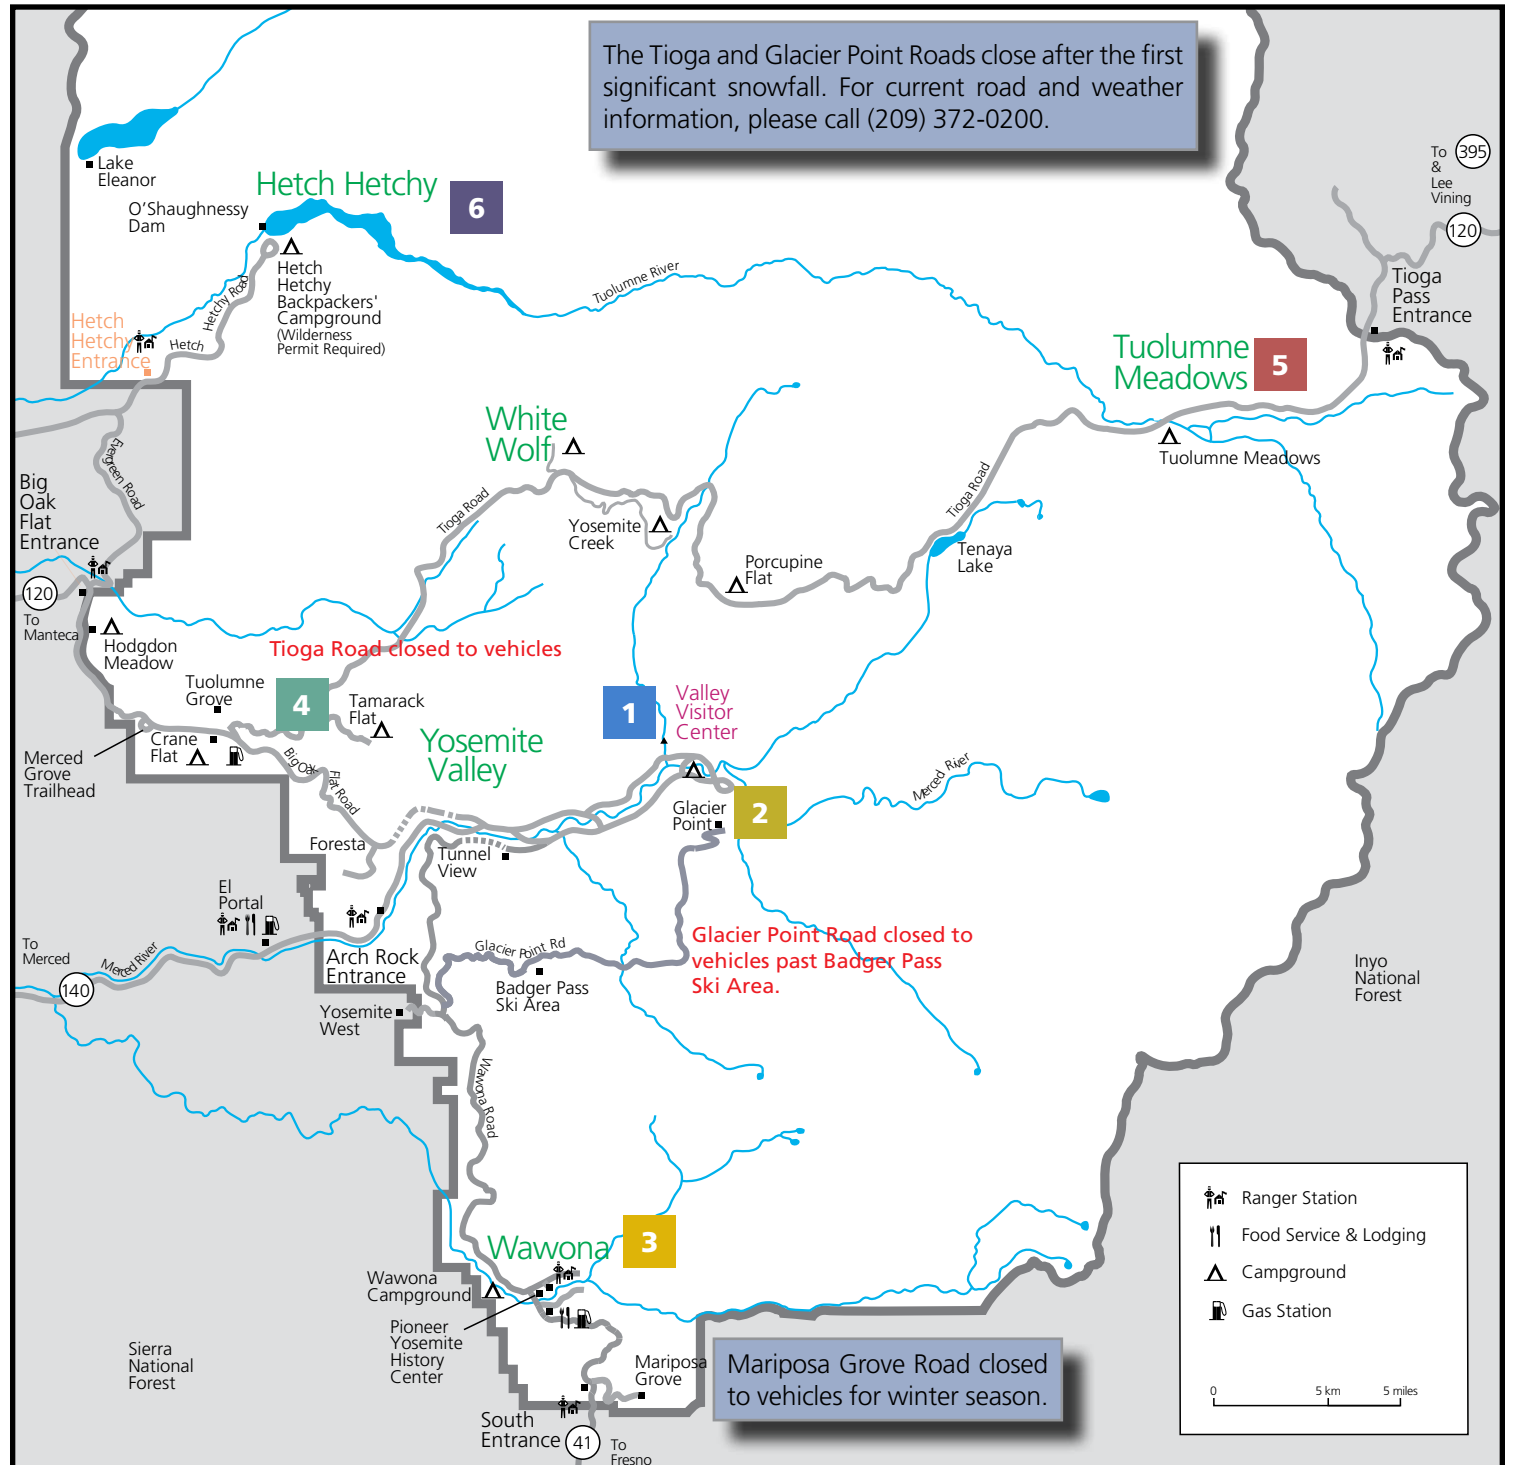 The Tioga and Glacier Point Roads close after the first
significant snowfall. For current road and weather
information, please call (209) 372-0200.
To
&
Lee
Vining
395
120
Lake
Eleanor
Hetch Hetchy
6
O'Shaughnessy
Dam
Hetch
Hetchy
Backpackers'
Campground
(Wilderness
Permit Required)
Hetch
Hetchy
Entrance
Hetch
Hetchy Road
Tuolumne River
Tioga
Pass
Entrance
Tuolumne
Meadows
5
Tuolumne Meadows
White
Wolf
Evergreen Road
Big
Oak
Flat
Entrance
Tioga Road
Tioga Road
Yosemite
Creek
Porcupine
Flat
Tenaya
Lake
120
To
Manteca
Hodgdon
Meadow
Tioga Road closed to vehicles
Tuolumne
Grove
4
Tamarack
Flat
1
Valley
Visitor
Center
Crane
Flat
Yosemite
Valley
Merced
Grove
Trailhead
Big Oak
Flat Road
Merced River
Glacier
Point
2
Foresta
Tunnel
View
El
Portal
To
Merced
Merced River
140
Arch Rock
Entrance
Glacier Point Rd
Glacier Point Road closed to
vehicles past Badger Pass
Ski Area.
Badger Pass
Ski Area
Yosemite
West
Inyo
National
Forest
Wawona Road
Wawona
3
Wawona
Campground
Pioneer
Yosemite
History
Center
Sierra
National
Forest
Mariposa
Grove
Mariposa Grove Road closed
to vehicles for winter season.
South
Entrance
41
To
Fresno
Ranger Station
Food Service & Lodging
Campground
Gas Station
0
5 km
5 miles